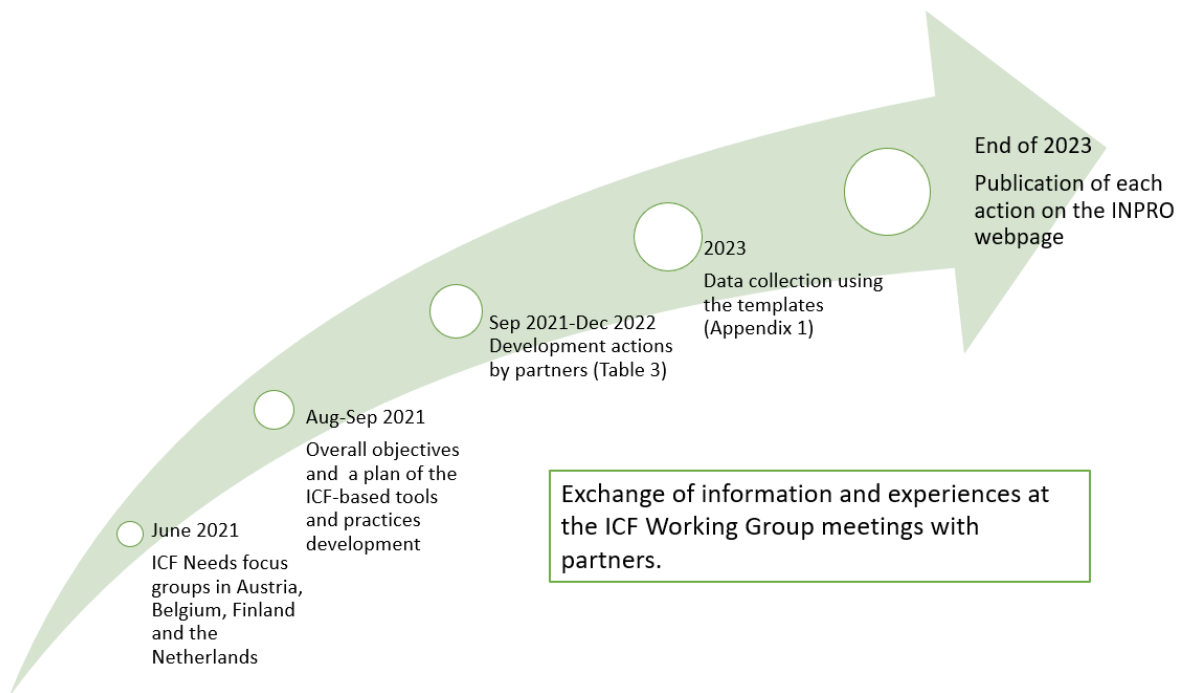 End of 2023
Publication of each
action on the INPRO
webpage
2023
Data collection using
the templates
(Appendix 1)
Sep 2021-Dec 2022
Development actions
by partners (Table 3)
Aug-Sep 2021
Overall objectives
and a plan of the
ICF-based tools
and practices
development
June 2021
ICF Needs focus
groups in Austria,
Belgium, Finland
and the
Netherlands
Exchange of information and experiences at
the ICF Working Group meetings with
partners.